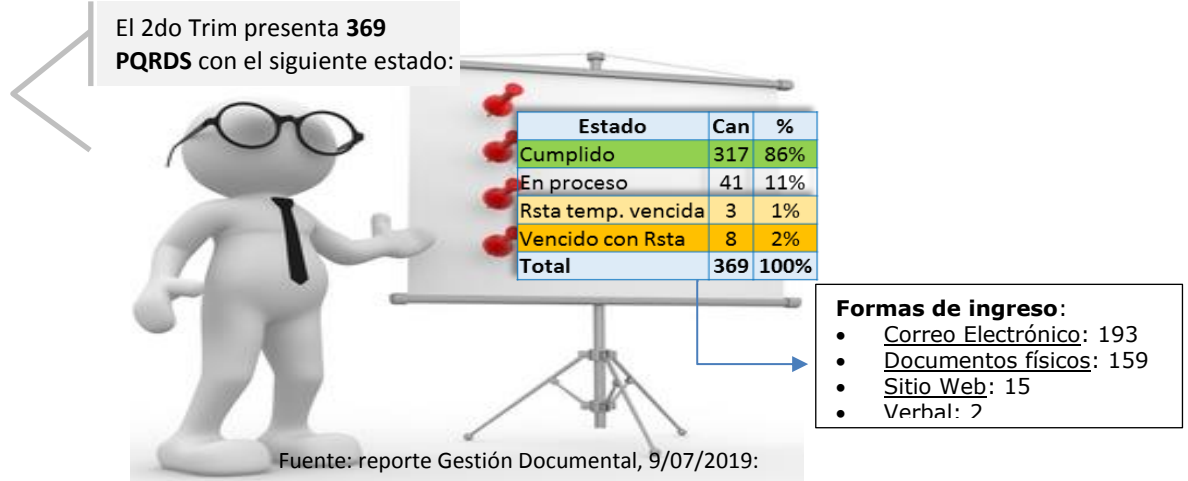 El 2do Trim presenta 369
PQRDS con el siguiente estado:
Estado Can %
Cumplido 317 86%
En proceso 41 11%
Rsta temp. vencida 3 1%
Vencido con Rsta 8 2%
Total 369 100%
Formas de ingreso:
• Correo Electrónico: 193
• Documentos físicos: 159
• Sitio Web: 15
• Verbal: 2
Fuente: reporte Gestión Documental, 9/07/2019: